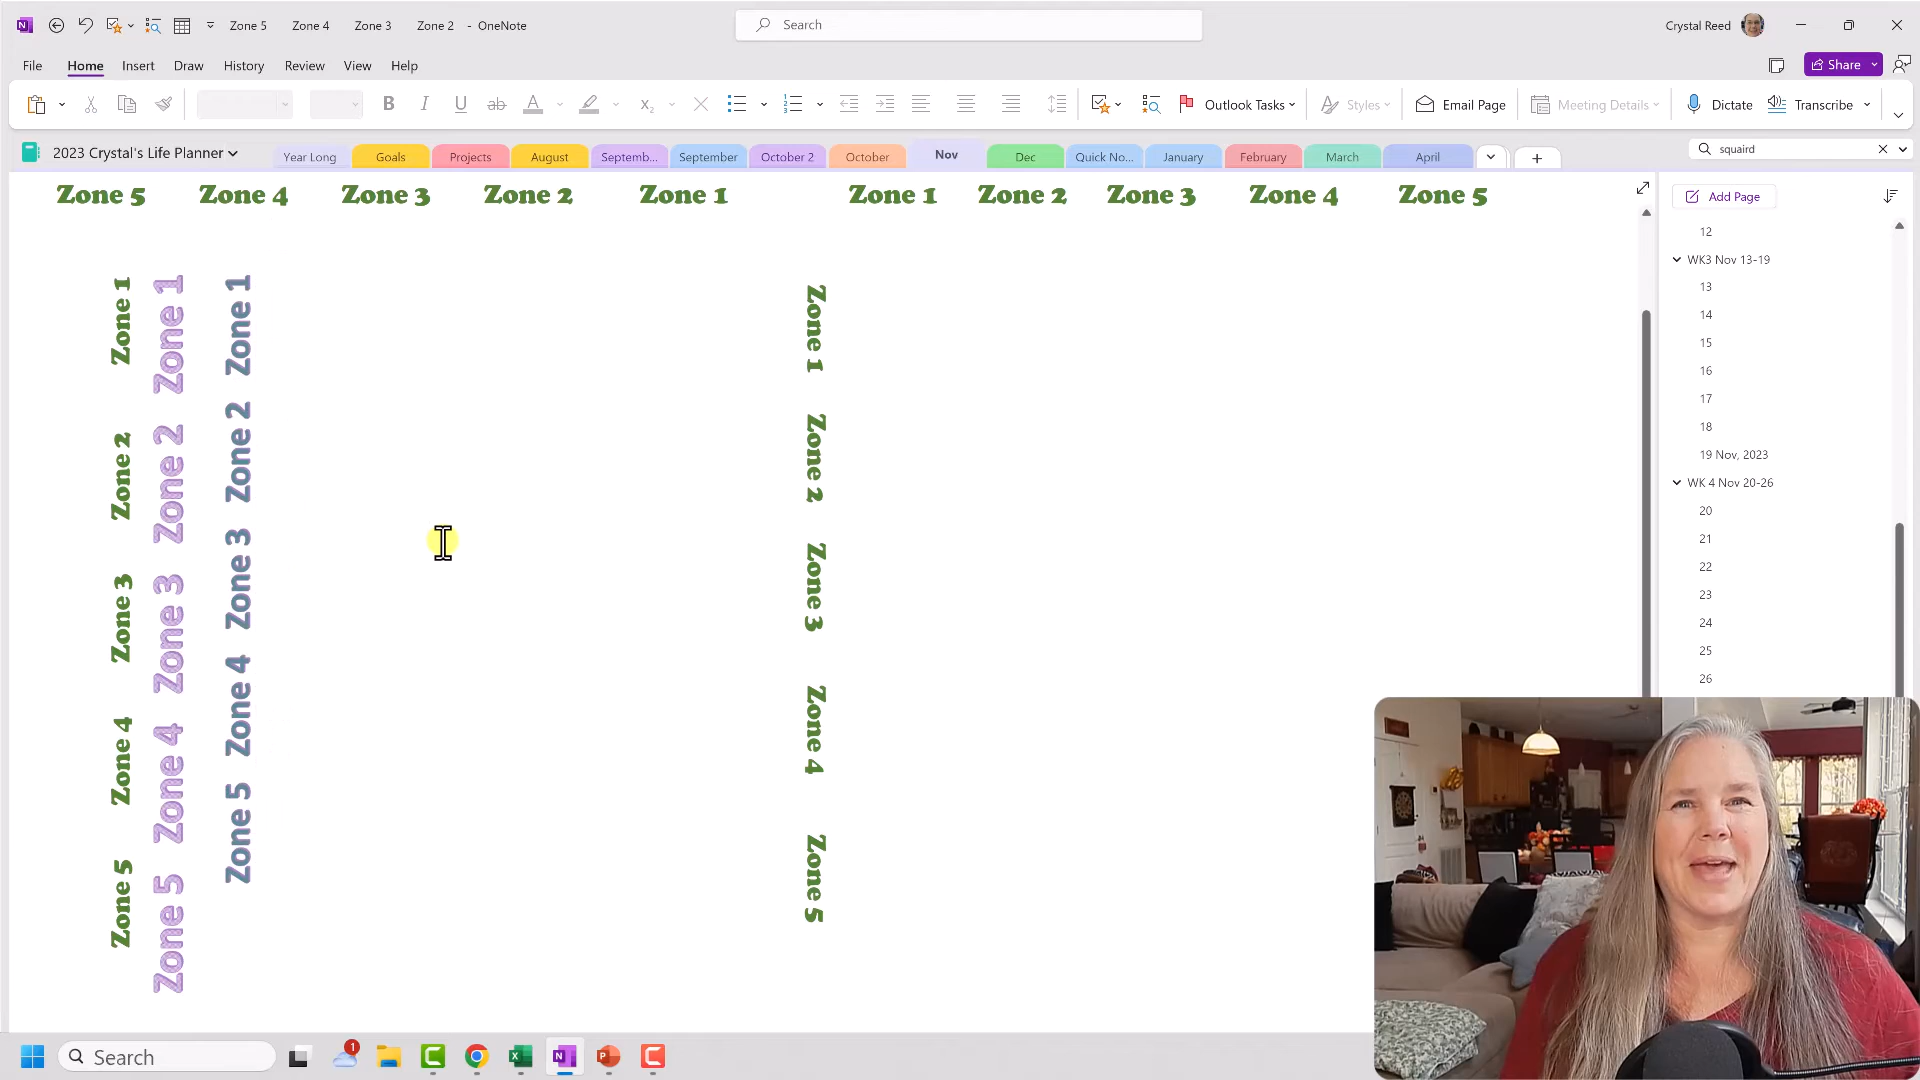 Zone 5 Zone 4 Zone 3 Zone 2 - OneNote
Search
Crystal Reed
File Home Insert Draw History Review View Help
Share
B I U ab A x₂
Outlook Tasks
Styles
Email Page
Meeting Details
Dictate
Transcribe
2023 Crystal's Life Planner
Year Long Goals Projects August Septemb... September October 2 October Nov Dec Quick No... January February March April
squaird
Zone 5 Zone 4 Zone 3 Zone 2 Zone 1 Zone 1 Zone 2 Zone 3 Zone 4 Zone 5
Add Page
12
WK3 Nov 13-19
13
14
15
16
17
18
19 Nov, 2023
WK 4 Nov 20-26
20
21
22
23
24
25
26
Zone 1
Zone 2
Zone 3
Zone 4
Zone 5
Zone 1
Zone 2
Zone 3
Zone 4
Zone 5
Zone 1
Zone 2
Zone 3
Zone 4
Zone 5
Zone 1
Zone 2
Zone 3
Zone 4
Zone 5
Search
1